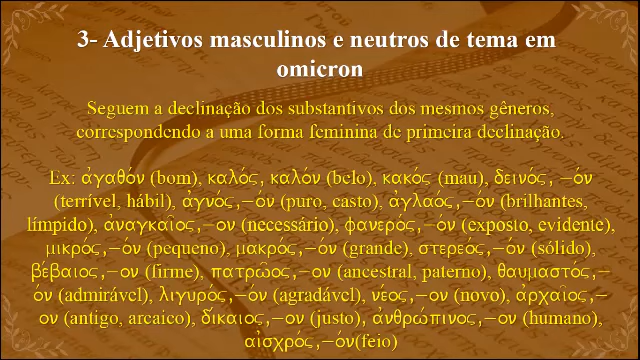 3- Adjetivos masculinos e neutros de tema em
omicron
Seguem a declinação dos substantivos dos mesmos gêneros,
correspondendo a uma forma feminina de primeira declinação.
Ex: ἀγαθόν (bom), καλός, καλόν (belo), κακός (mau), δεινός, –όν
(terrível, hábil), ἁγνός,–όν (puro, casto), ἀγλαός,–όν (brilhantes,
límpido), ἀναγκαῖος,–ον (necessário), φανερός,–όν (exposto, evidente),
μικρός,–όν (pequeno), μακρός,–όν (grande), στερεός,–όν (sólido),
βέβαιος,–ον (firme), πατρῶος,–ον (ancestral, paterno), θαυμαστός,–
όν (admirável), λιγυρός,–όν (agradável), νέος,–ον (novo), ἀρχαῖος,–
ον (antigo, arcaico), δίκαιος,–ον (justo), ἀνθρώπινος,–ον (humano),
αἰσχρός,–όν(feio)